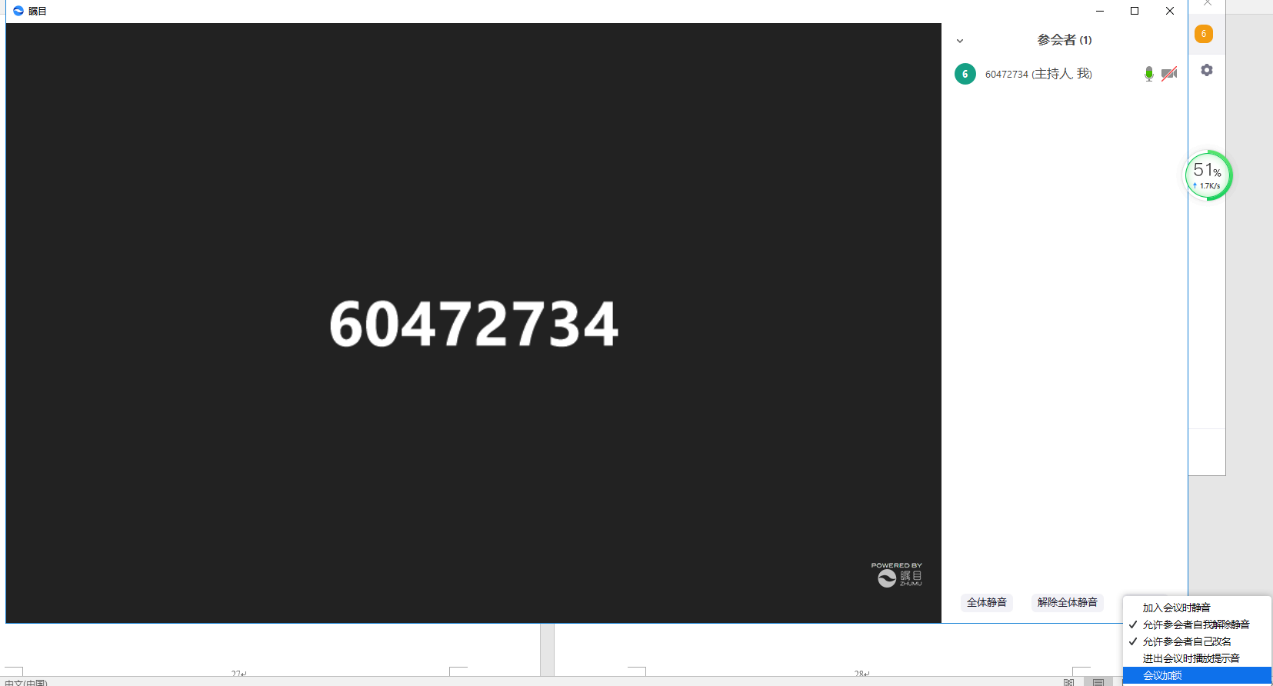 瞩目
参会者 (1)
6
6
60472734 (主持人, 我)
51%
1.7K/s
60472734
POWERED BY
瞩目
ZHUMU
全体静音
解除全体静音
加入会议时静音
允许参会者自我解除静音
允许参会者自己改名
进出会议时播放提示音
会议加锁
27
28
中文(中国)